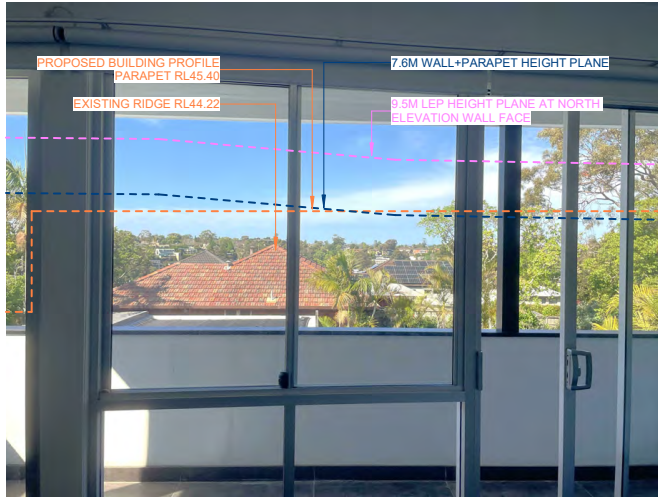 PROPOSED BUILDING PROFILE
PARAPET RL45.40
7.6M WALL+PARAPET HEIGHT PLANE
EXISTING RIDGE RL44.22
9.5M LEP HEIGHT PLANE AT NORTH
ELEVATION WALL FACE